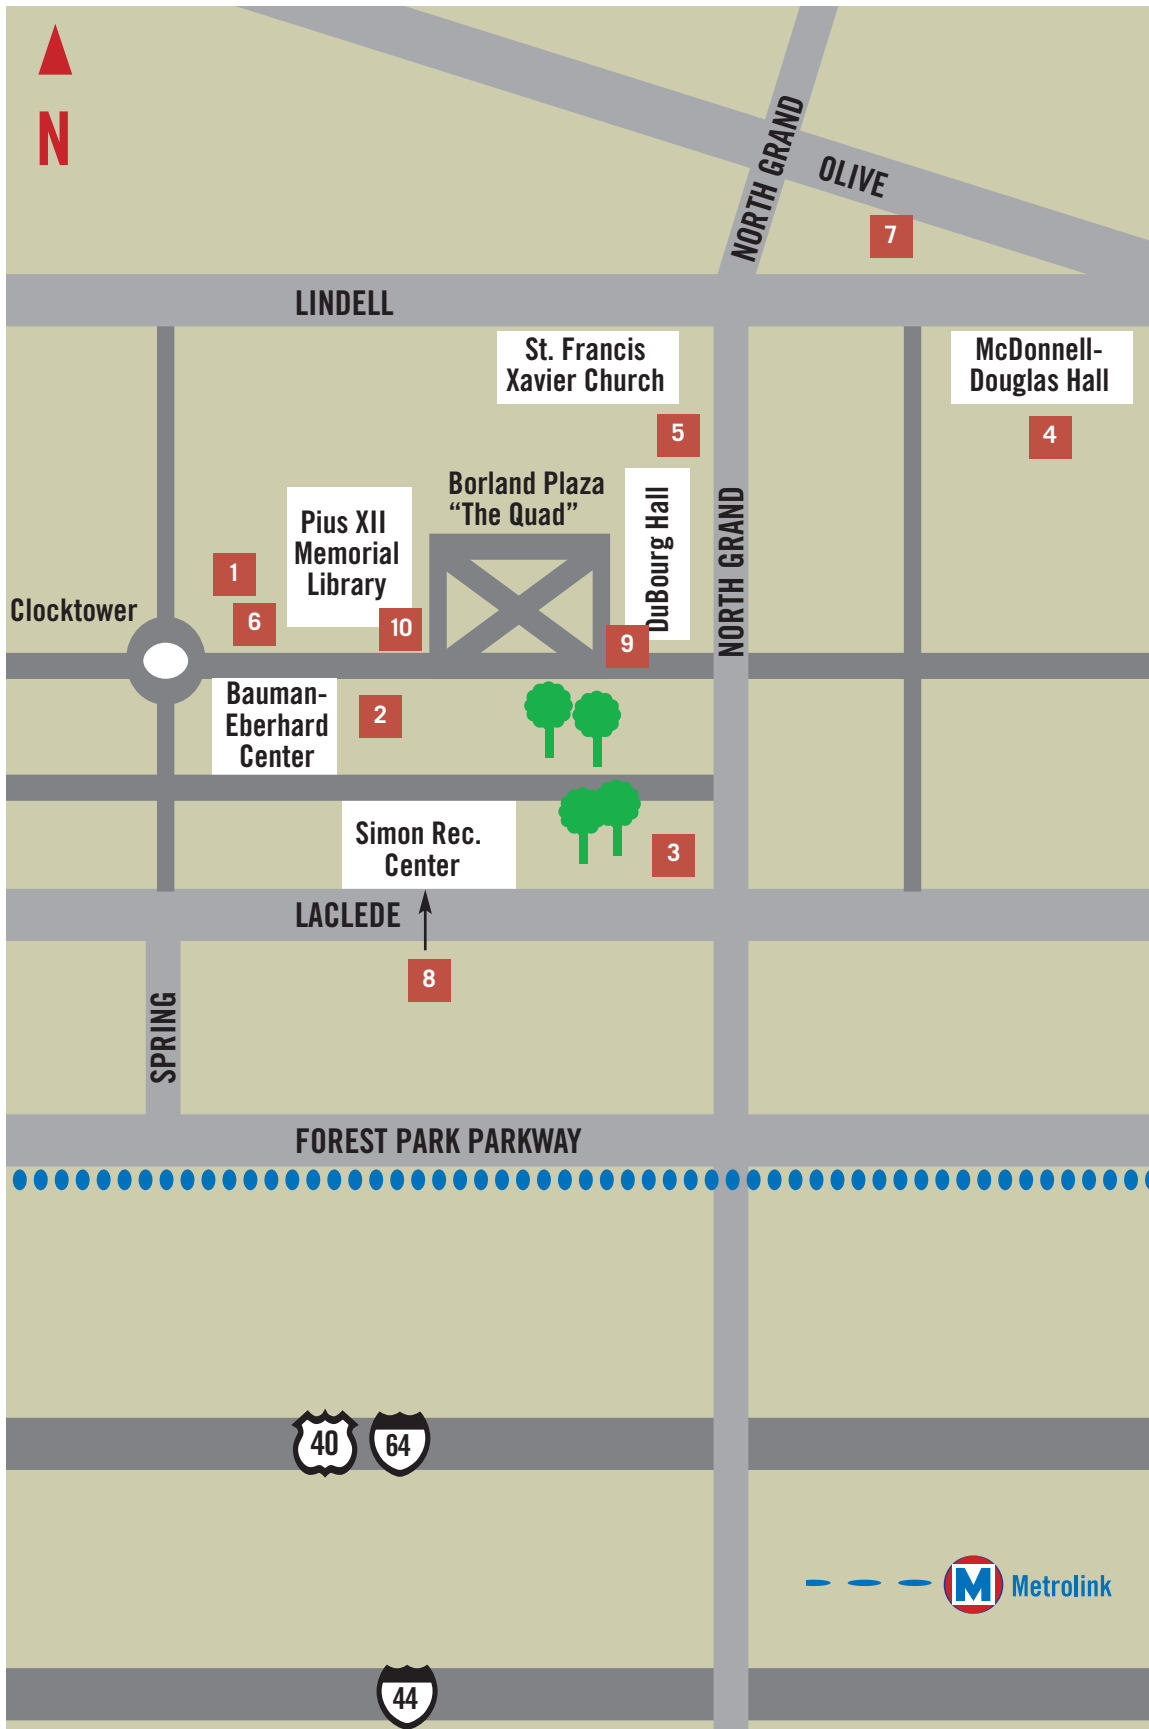 N
NORTH GRAND
OLIVE
7
LINDELL
St. Francis
Xavier Church
McDonnell-
Douglas Hall
5
4
Borland Plaza
“The Quad”
DuBourg Hall
NORTH GRAND
Pius XII
Memorial
Library
1
Clocktower
6
10
9
Bauman-
Eberhard
Center
2
Simon Rec.
Center
3
LACLEDE
8
SPRING
FOREST PARK PARKWAY
40
64
M
Metrolink
44